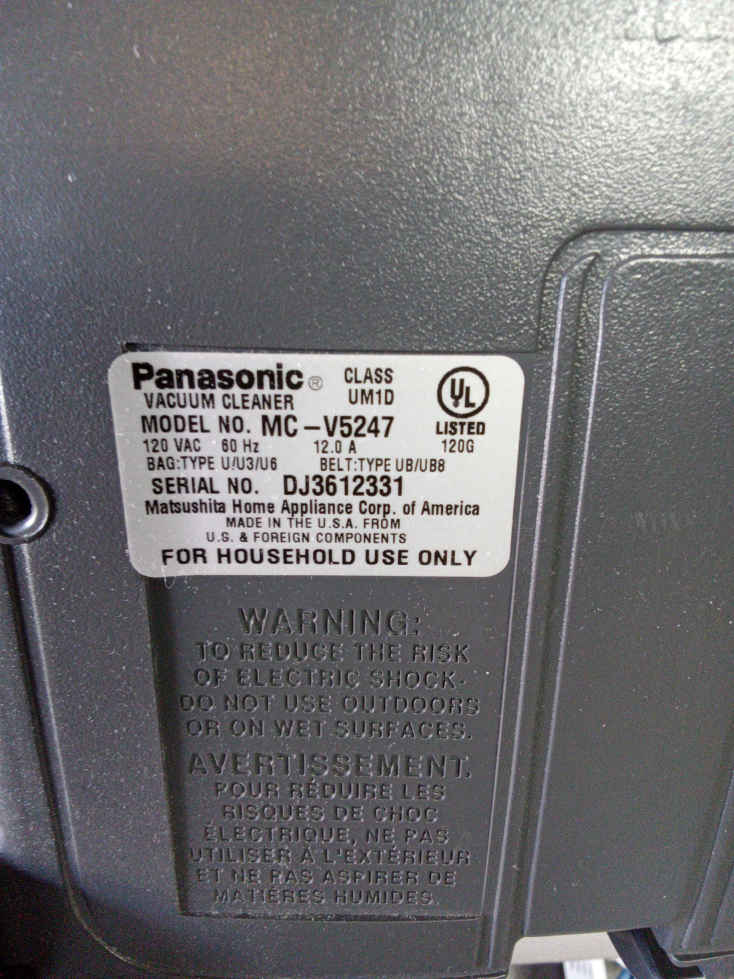 Panasonic® CLASS
VACUUM CLEANER UM1D
UL
MODEL NO. MC-V5247 LISTED
120 VAC 60 Hz 12.0 A 120G
BAG:TYPE U/U3/U6 BELT:TYPE UB/UB8
SERIAL NO. DJ3612331
Matsushita Home Appliance Corp. of America
MADE IN THE U.S.A. FROM
U.S. & FOREIGN COMPONENTS
FOR HOUSEHOLD USE ONLY
WARNING:
TO REDUCE THE RISK
OF ELECTRIC SHOCK-
DO NOT USE OUTDOORS
OR ON WET SURFACES.
AVERTISSEMENT:
POUR RÉDUIRE LES
RISQUES DE CHOC
ÉLECTRIQUE, NE PAS
UTILISER À L'EXTÉRIEUR
ET NE PAS ASPIRER DE
MATIÈRES HUMIDES.